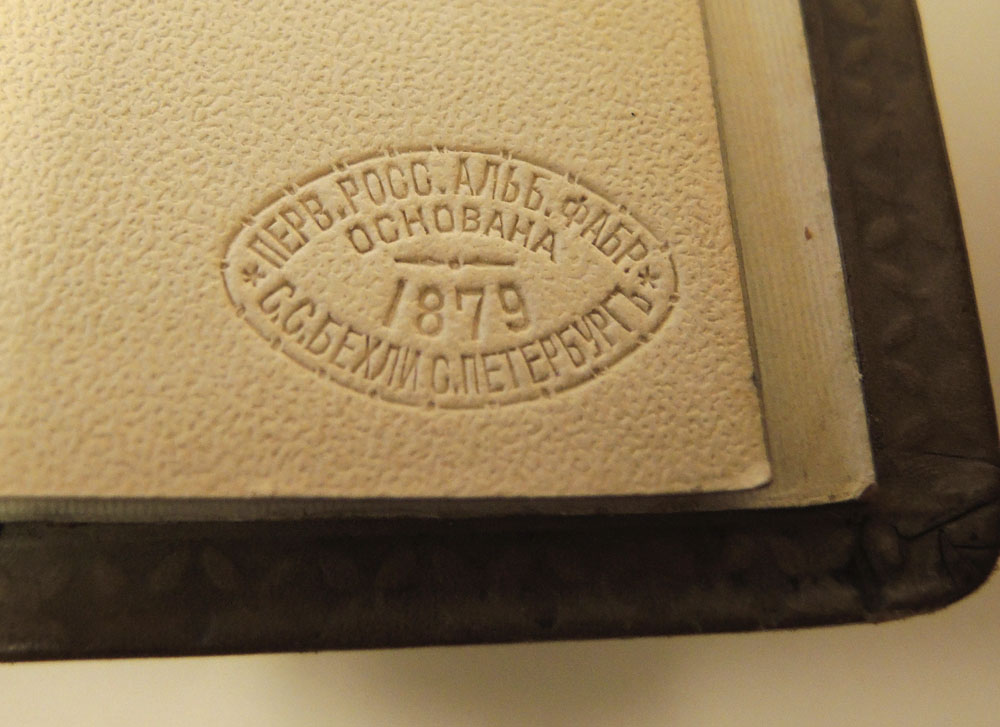 * ПЕРВ. РОСС. АЛЬБ. ФАБР. *
ОСНОВАНА
1879
С.С.БЕХЛИ С.ПЕТЕРБУРГЪ